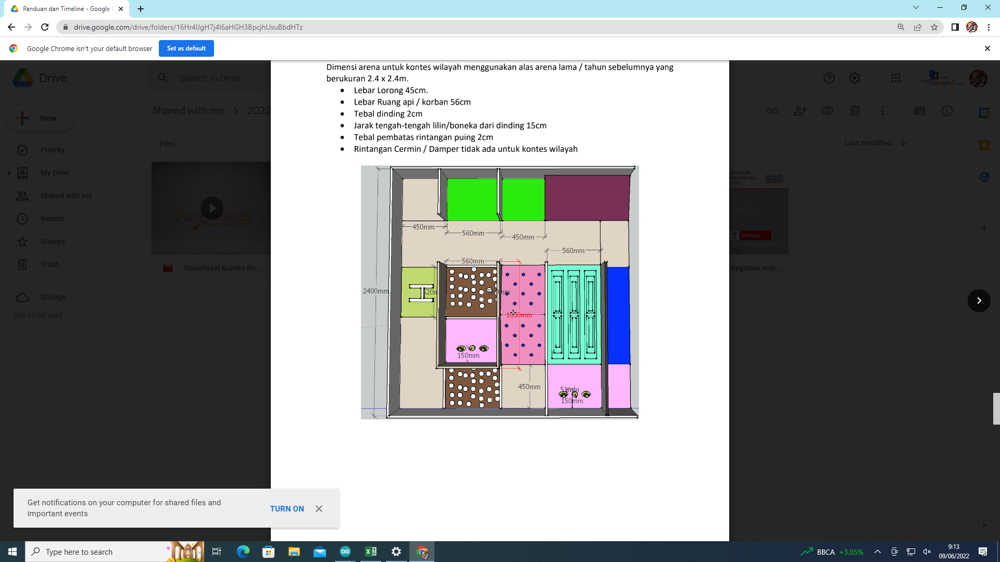 Panduan dan Timeline - Google D
drive.google.com/drive/folders/16Hr4lJgH7j4l6aHGH3BpcjhUsuBbdHTz
Google Chrome isn't your default browser
Set as default
Drive
Search in Drive
New
Shared with me > 2022
Priority
My Drive
Shared with me
Recent
Starred
Trash
Storage
208.13 GB used
Files
Last modified
Sosialisasi Kontes Ro...
kegiatan mah...
Dimensi arena untuk kontes wilayah menggunakan alas arena lama / tahun sebelumnya yang
berukuran 2.4 x 2.4m.
• Lebar Lorong 45cm.
• Lebar Ruang api / korban 56cm
• Tebal dinding 2cm
• Jarak tengah-tengah lilin/boneka dari dinding 15cm
• Tebal pembatas rintangan puing 2cm
• Rintangan Cermin / Damper tidak ada untuk kontes wilayah
450mm
560mm
450mm
560mm
560mm
2400mm
H
1030mm
150mm
450mm
51mm
150mm
Get notifications on your computer for shared files and
important events
TURN ON
Type here to search
BBCA +3,05%
9:13
09/06/2022